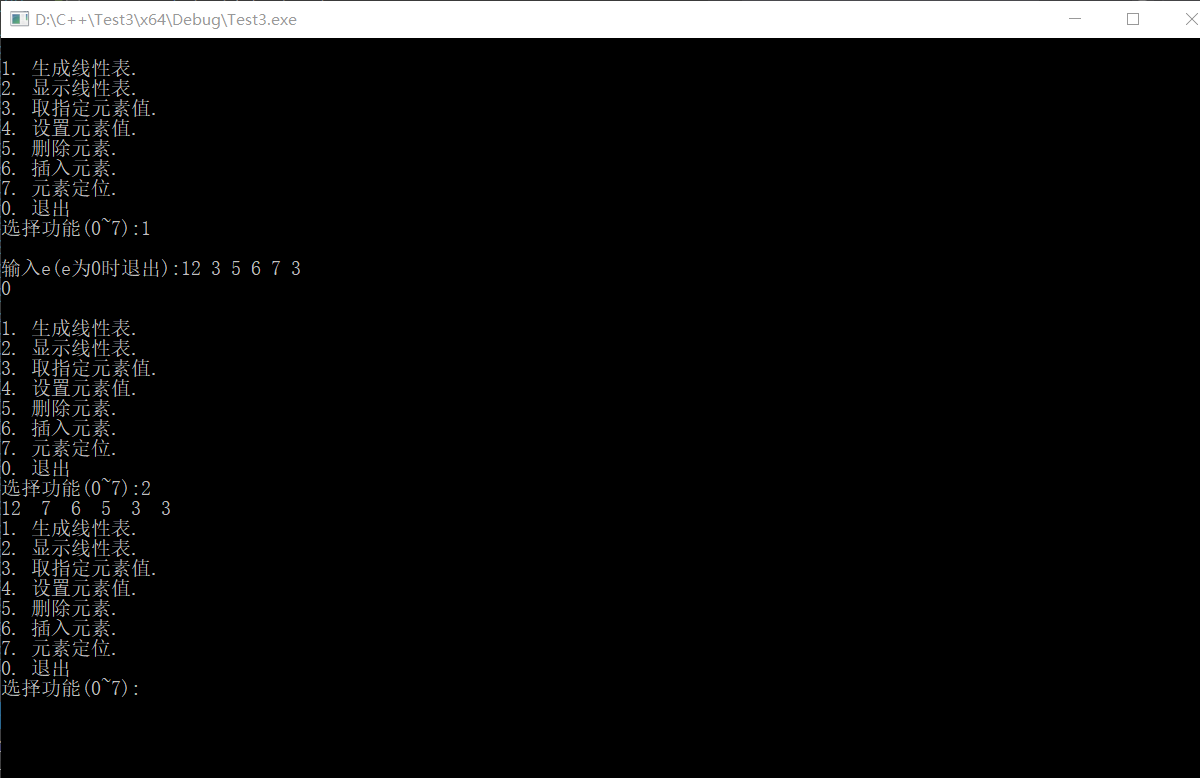 D:\C++\Test3\x64\Debug\Test3.exe
1. 生成线性表.
2. 显示线性表.
3. 取指定元素值.
4. 设置元素值.
5. 删除元素.
6. 插入元素.
7. 元素定位.
0. 退出
选择功能(0~7):1
输入e(e为0时退出):12 3 5 6 7 3
0
1. 生成线性表.
2. 显示线性表.
3. 取指定元素值.
4. 设置元素值.
5. 删除元素.
6. 插入元素.
7. 元素定位.
0. 退出
选择功能(0~7):2
12  7  6  5  3  3
1. 生成线性表.
2. 显示线性表.
3. 取指定元素值.
4. 设置元素值.
5. 删除元素.
6. 插入元素.
7. 元素定位.
0. 退出
选择功能(0~7):